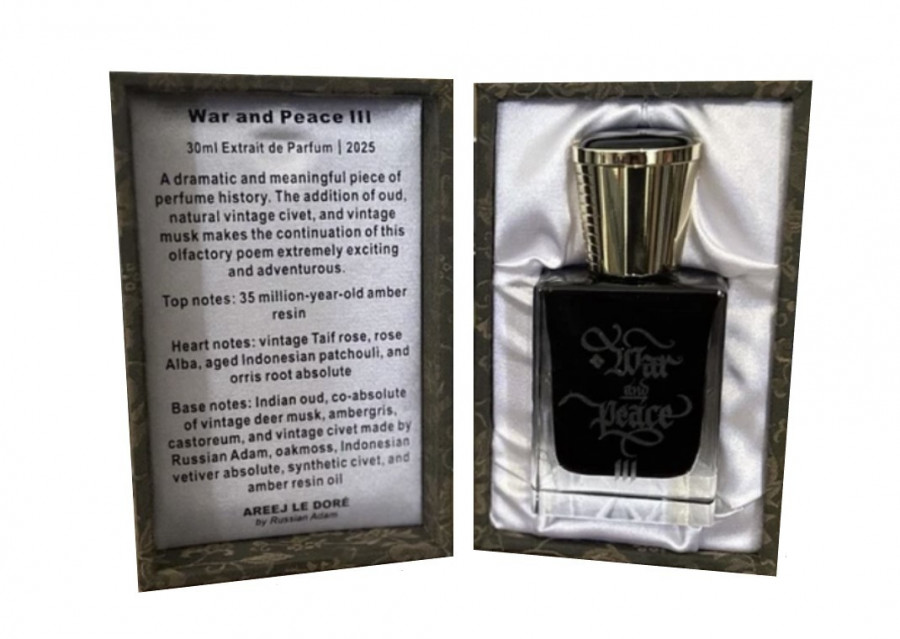 War and Peace III
30ml Extrait de Parfum | 2025
A dramatic and meaningful piece of
perfume history. The addition of oud,
natural vintage civet, and vintage
musk makes the continuation of this
olfactory poem extremely exciting
and adventurous.
Top notes: 35 million-year-old amber
resin
Heart notes: vintage Taif rose, rose
Alba, aged Indonesian patchouli, and
orris root absolute
Base notes: Indian oud, co-absolute
of vintage deer musk, ambergris,
castoreum, and vintage civet made by
Russian Adam, oakmoss, Indonesian
vetiver absolute, synthetic civet, and
amber resin oil
AREEJ LE DORÉ
by Russian Adam
War
and
Peace
III